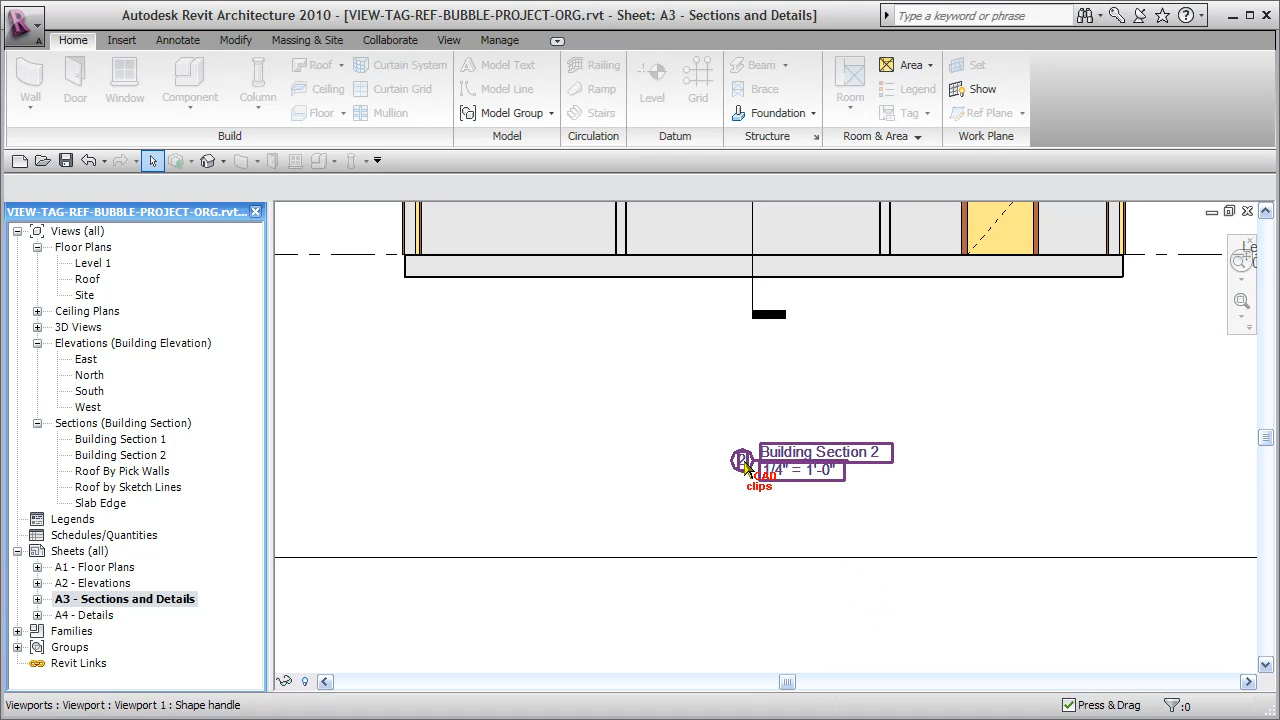 Autodesk Revit Architecture 2010 - [VIEW-TAG-REF-BUBBLE-PROJECT-ORG.rvt - Sheet: A3 - Sections and Details]
Type a keyword or phrase
Home Insert Annotate Modify Massing & Site Collaborate View Manage
Wall Door Window Component Column
Roof Curtain System
Ceiling Curtain Grid
Floor Mullion
Model Text
Model Line
Model Group
Railing
Ramp
Stairs
Level Grid
Beam
Brace
Foundation
Room
Area
Legend
Tag
Set
Show
Ref Plane
Build Model Circulation Datum Structure Room & Area Work Plane
VIEW-TAG-REF-BUBBLE-PROJECT-ORG.rvt...
Views (all)
Floor Plans
Level 1
Roof
Site
Ceiling Plans
3D Views
Elevations (Building Elevation)
East
North
South
West
Sections (Building Section)
Building Section 1
Building Section 2
Roof By Pick Walls
Roof by Sketch Lines
Slab Edge
Legends
Schedules/Quantities
Sheets (all)
A1 - Floor Plans
A2 - Elevations
A3 - Sections and Details
A4 - Details
Families
Groups
Revit Links
Building Section 2
1/4" = 1'-0"
CAD
clips
Viewports : Viewport : Viewport 1 : Shape handle
Press & Drag
:0